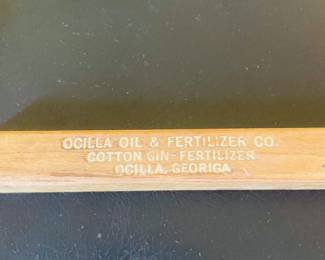 OCILLA OIL & FERTILIZER CO.
COTTON GIN-FERTILIZER
OCILLA, GEORIGA